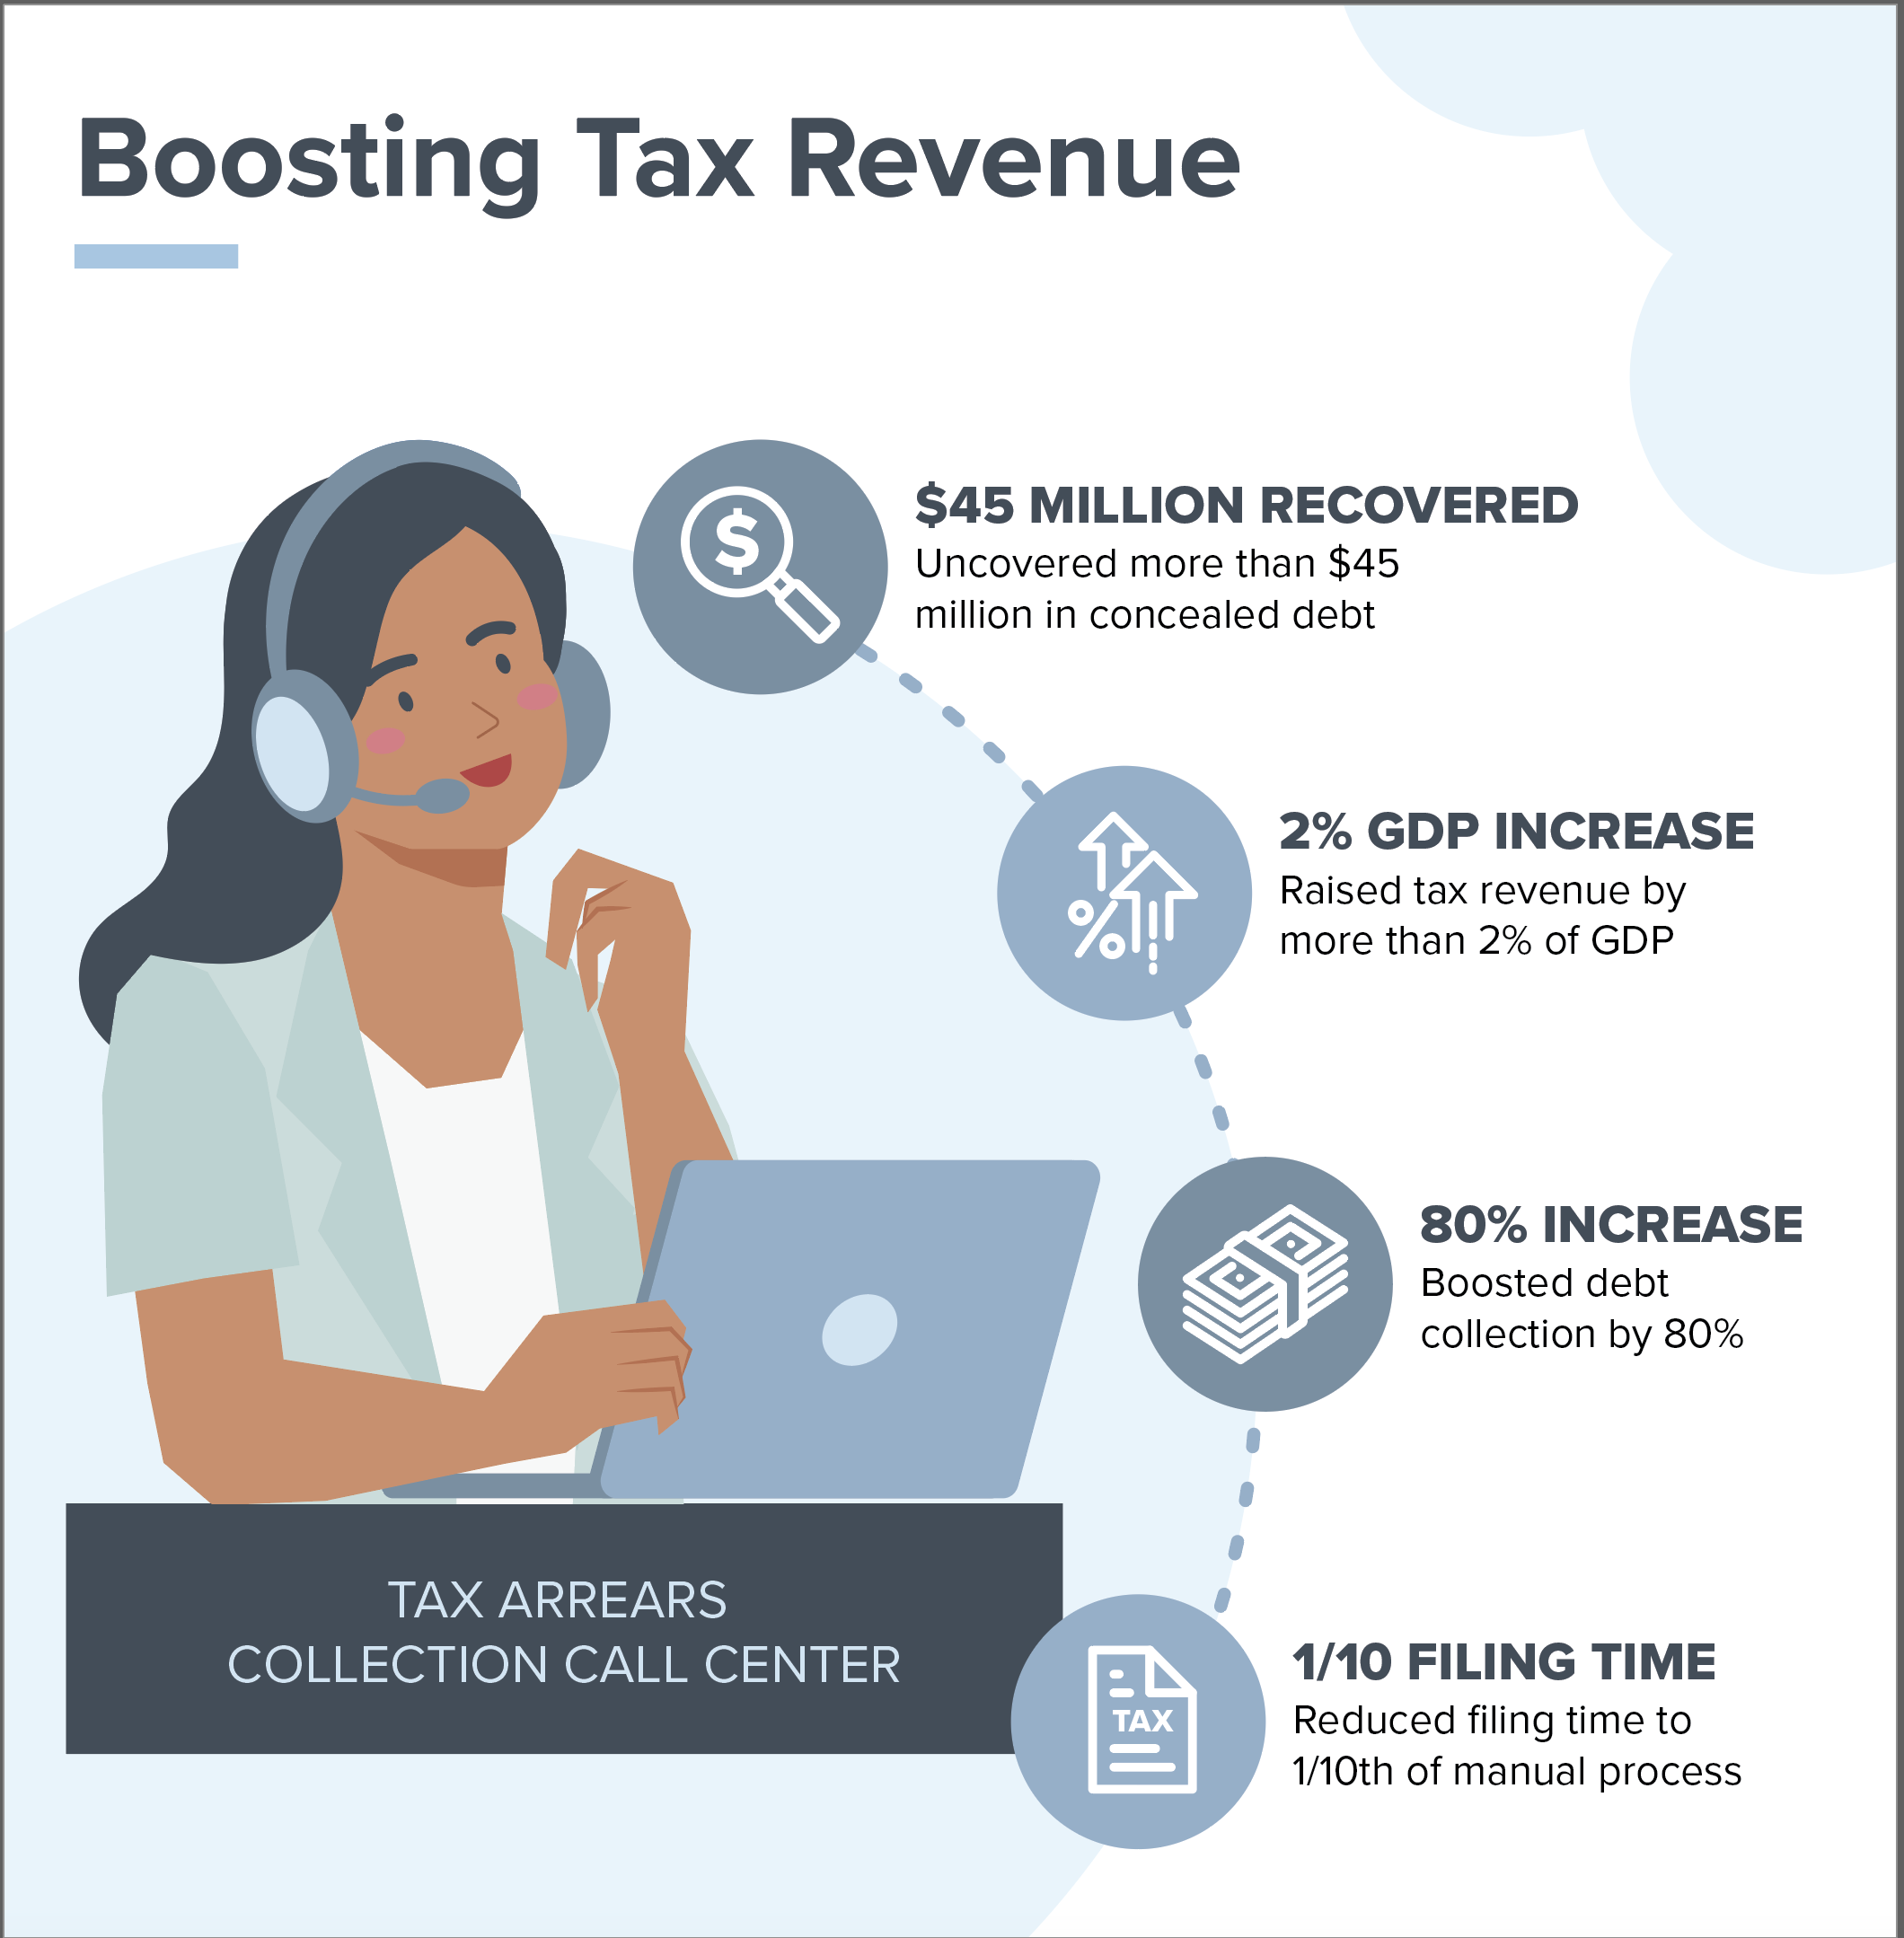 Boosting Tax Revenue
$45 MILLION RECOVERED
Uncovered more than $45
million in concealed debt
2% GDP INCREASE
Raised tax revenue by
more than 2% of GDP
80% INCREASE
Boosted debt
collection by 80%
TAX ARREARS
COLLECTION CALL CENTER
TAX
1/10 FILING TIME
Reduced filing time to
1/10th of manual process